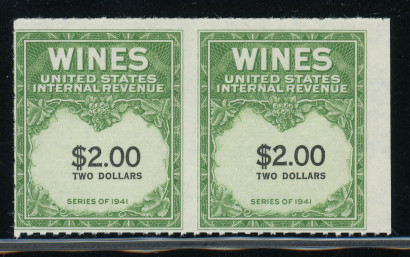 WINES
UNITED STATES
INTERNAL REVENUE
$2.00
TWO DOLLARS
SERIES OF 1941
WINES
UNITED STATES
INTERNAL REVENUE
$2.00
TWO DOLLARS
SERIES OF 1941